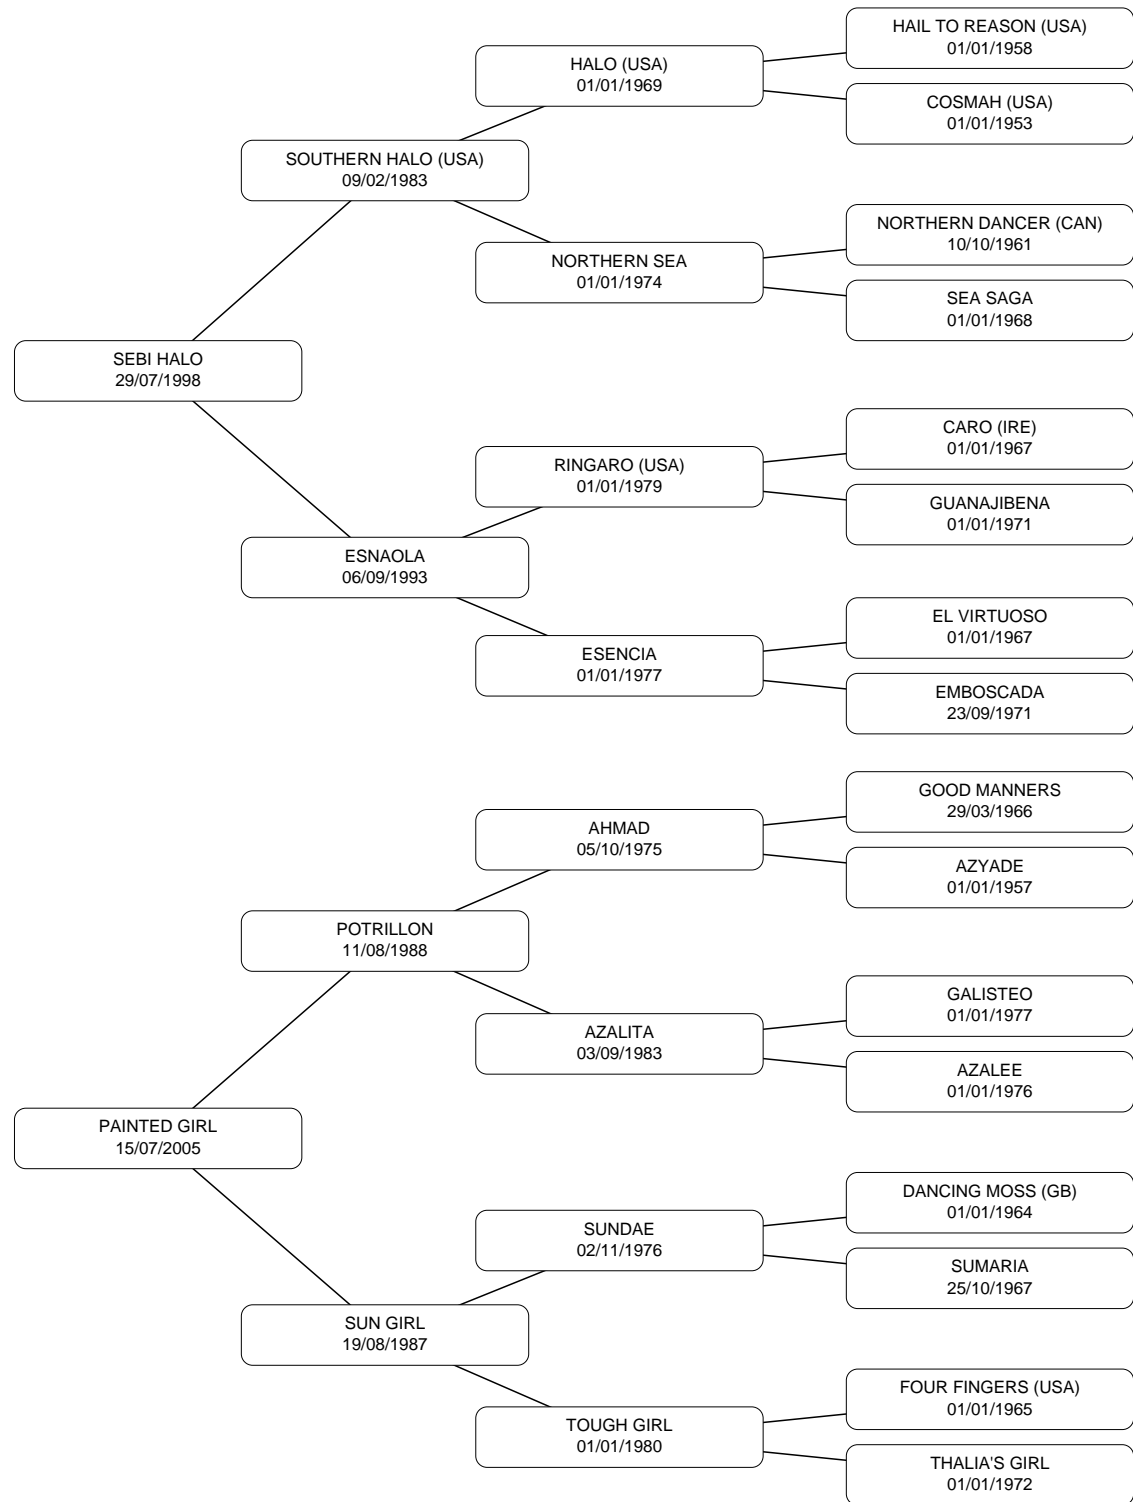 HAIL TO REASON (USA)
01/01/1958
HALO (USA)
01/01/1969
COSMAH (USA)
01/01/1953
SOUTHERN HALO (USA)
09/02/1983
NORTHERN DANCER (CAN)
10/10/1961
NORTHERN SEA
01/01/1974
SEA SAGA
01/01/1968
SEBI HALO
29/07/1998
CARO (IRE)
01/01/1967
RINGARO (USA)
01/01/1979
GUANAJIBENA
01/01/1971
ESNAOLA
06/09/1993
EL VIRTUOSO
01/01/1967
ESENCIA
01/01/1977
EMBOSCADA
23/09/1971
GOOD MANNERS
29/03/1966
AHMAD
05/10/1975
AZYADE
01/01/1957
POTRILLON
11/08/1988
GALISTEO
01/01/1977
AZALITA
03/09/1983
AZALEE
01/01/1976
PAINTED GIRL
15/07/2005
DANCING MOSS (GB)
01/01/1964
SUNDAE
02/11/1976
SUMARIA
25/10/1967
SUN GIRL
19/08/1987
FOUR FINGERS (USA)
01/01/1965
TOUGH GIRL
01/01/1980
THALIA'S GIRL
01/01/1972